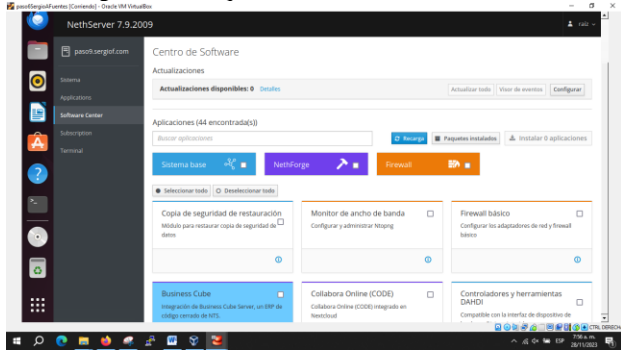 paso9SergioAFuentes [Corriendo] - Oracle VM VirtualBox
NethServer 7.9.2009
raíz
paso9.sergiof.com
Sistema
Applications
Software Center
Subscription
Terminal
Centro de Software
Actualizaciones
Actualizaciones disponibles: 0 Detalles
Actualizar todo
Visor de eventos
Configurar
Aplicaciones (44 encontrada(s))
Buscar aplicaciones
Recarga
Paquetes instalados
Instalar 0 aplicaciones
Sistema base
NethForge
Firewall
Seleccionar todo
Deseleccionar todo
Copia de seguridad de restauración
Módulo para restaurar copia de seguridad de
datos
Monitor de ancho de banda
Configurar y administrar Ntopng
Firewall básico
Configurar los adaptadores de red y firewall
básico
Business Cube
Integración de Business Cube Server, un ERP de
código cerrado de NTS.
Collabora Online (CODE)
Collabora Online (CODE) integrado en
Nextcloud
Controladores y herramientas
DAHDI
Compatible con la interfaz de dispositivo de
CTRL DERECHA
ESP
7:56 a. m.
28/11/2023